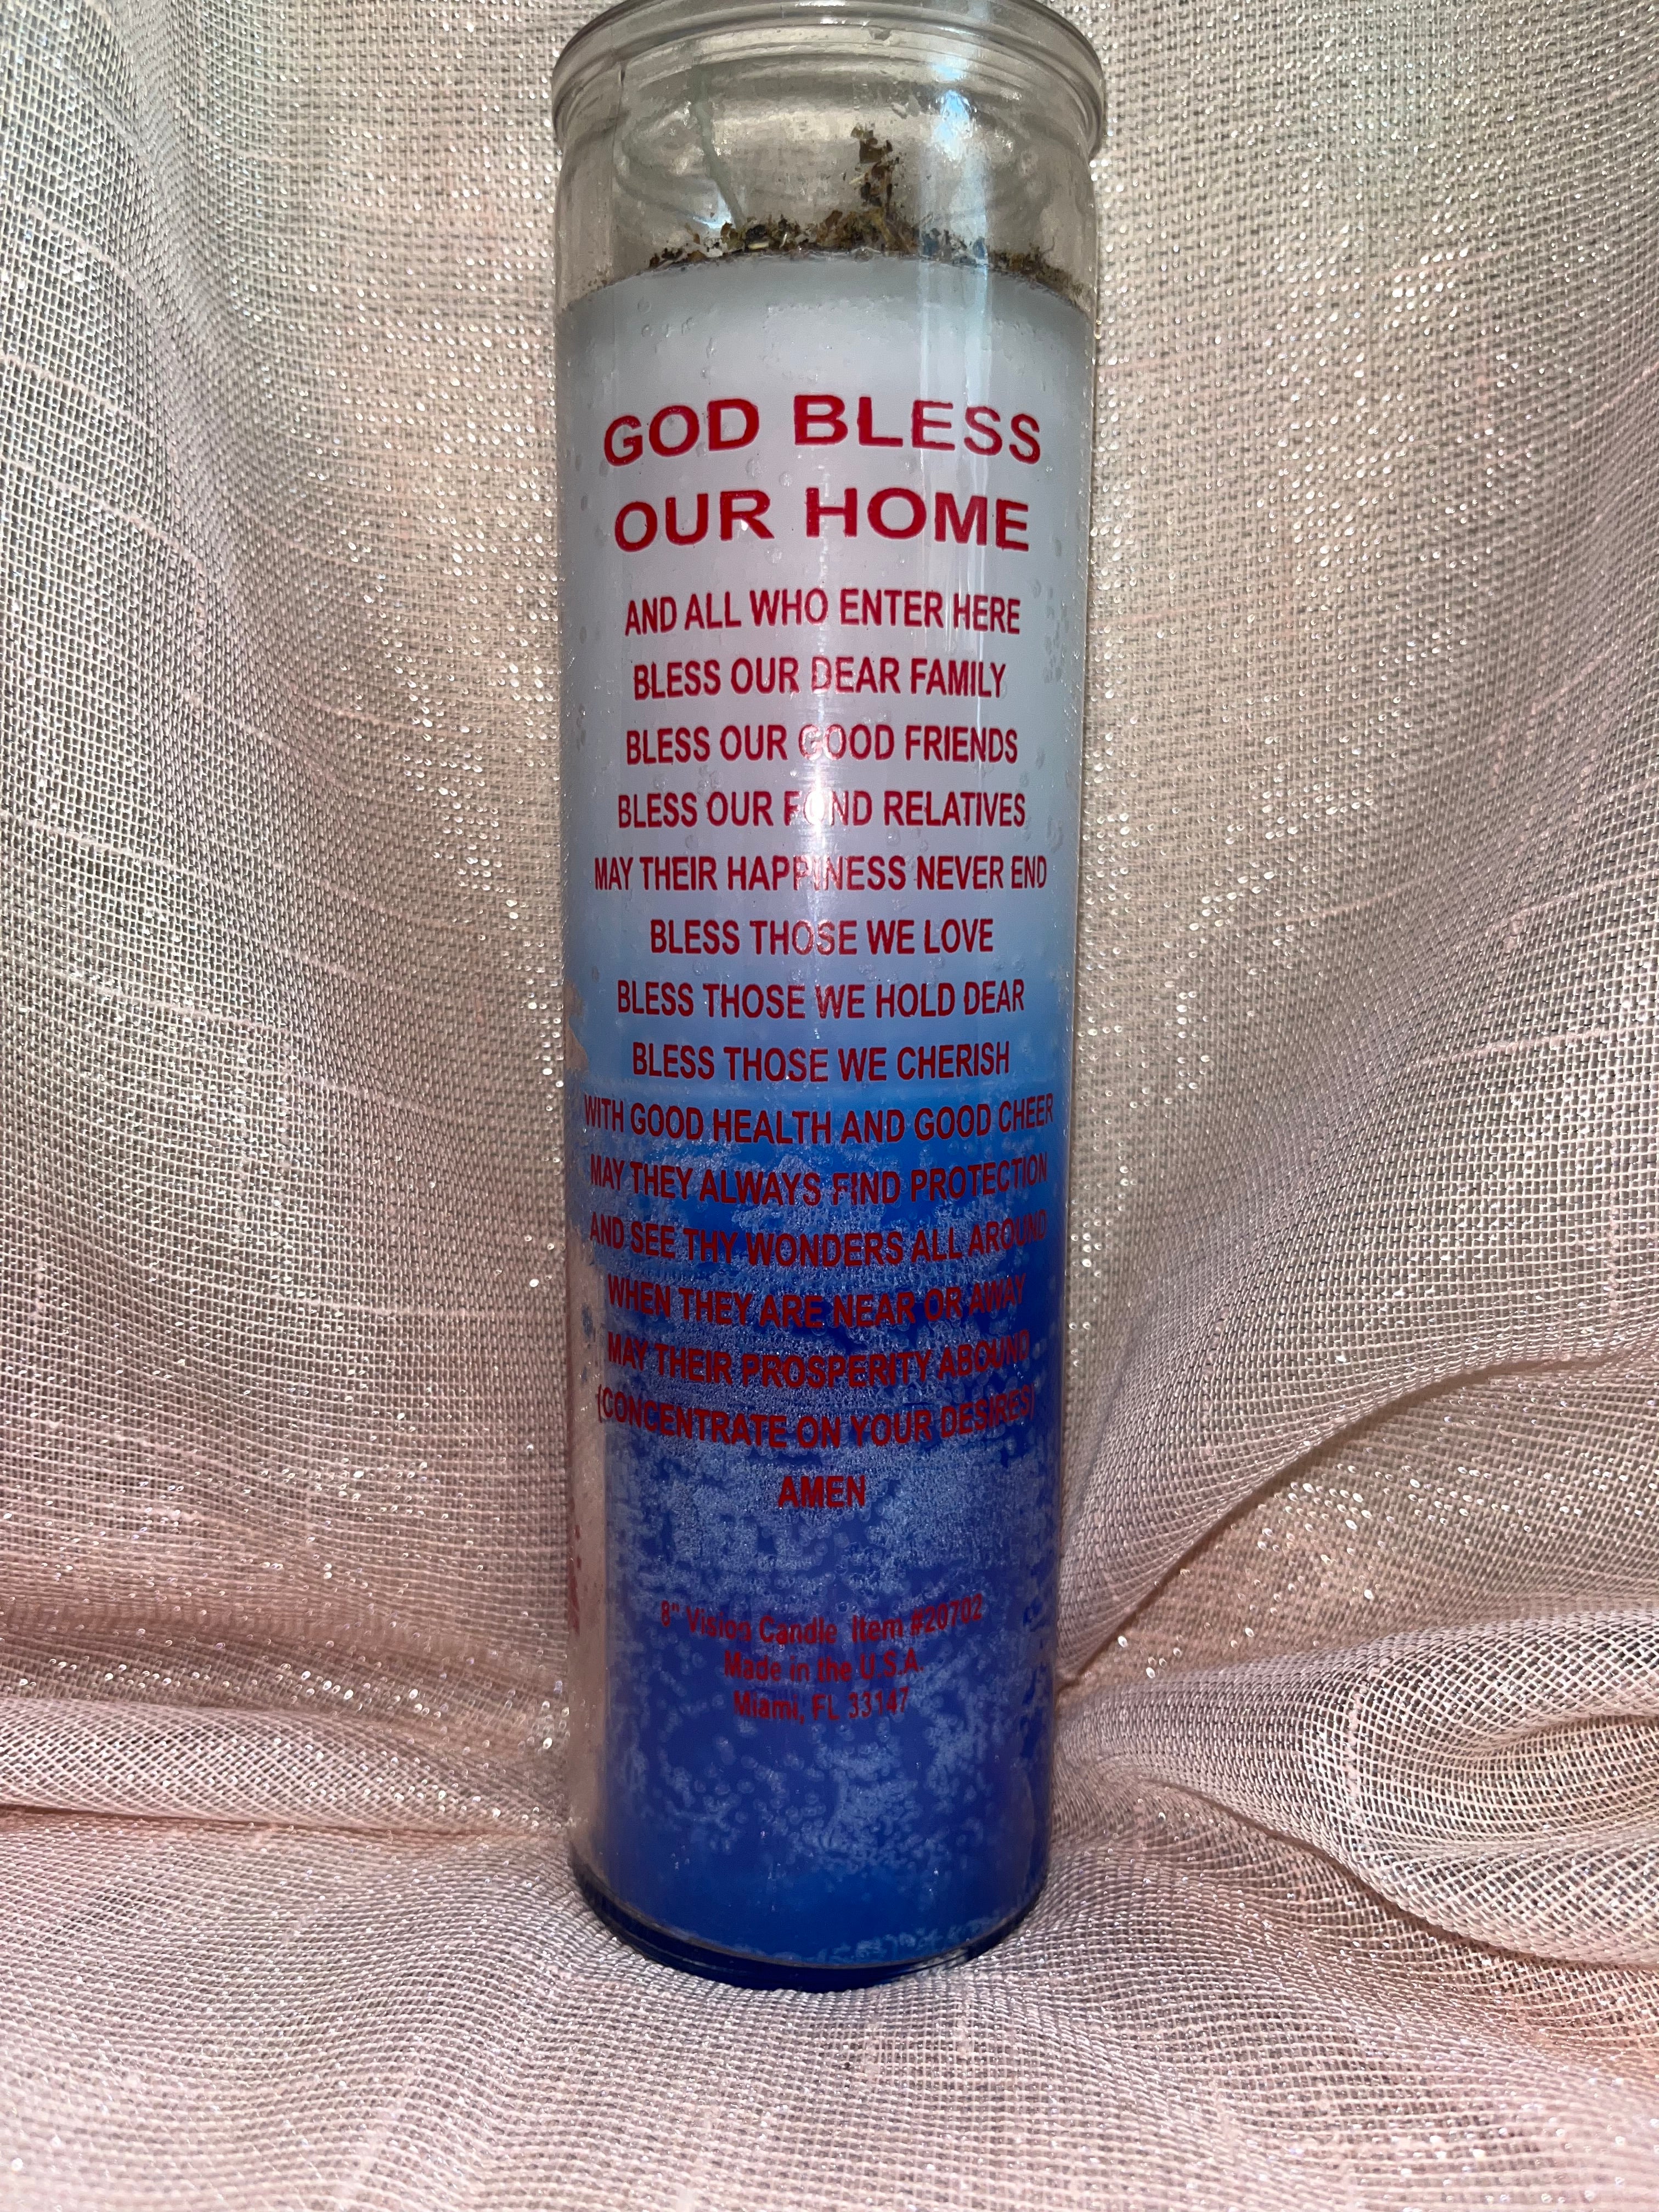 GOD BLESS
OUR HOME
AND ALL WHO ENTER HERE
BLESS OUR DEAR FAMILY
BLESS OUR GOOD FRIENDS
BLESS OUR FOND RELATIVES
MAY THEIR HAPPINESS NEVER END
BLESS THOSE WE LOVE
BLESS THOSE WE HOLD DEAR
BLESS THOSE WE CHERISH
WITH GOOD HEALTH AND GOOD CHEER
MAY THEY ALWAYS FIND PROTECTION
AND SEE THY WONDERS ALL AROUND
WHEN THEY ARE NEAR OR AWAY
MAY THEIR PROSPERITY ABOUND
(CONCENTRATE ON YOUR DESIRES)
AMEN
8" Vision Candle Item #20702
Made in the U.S.A.
Miami, FL 33147